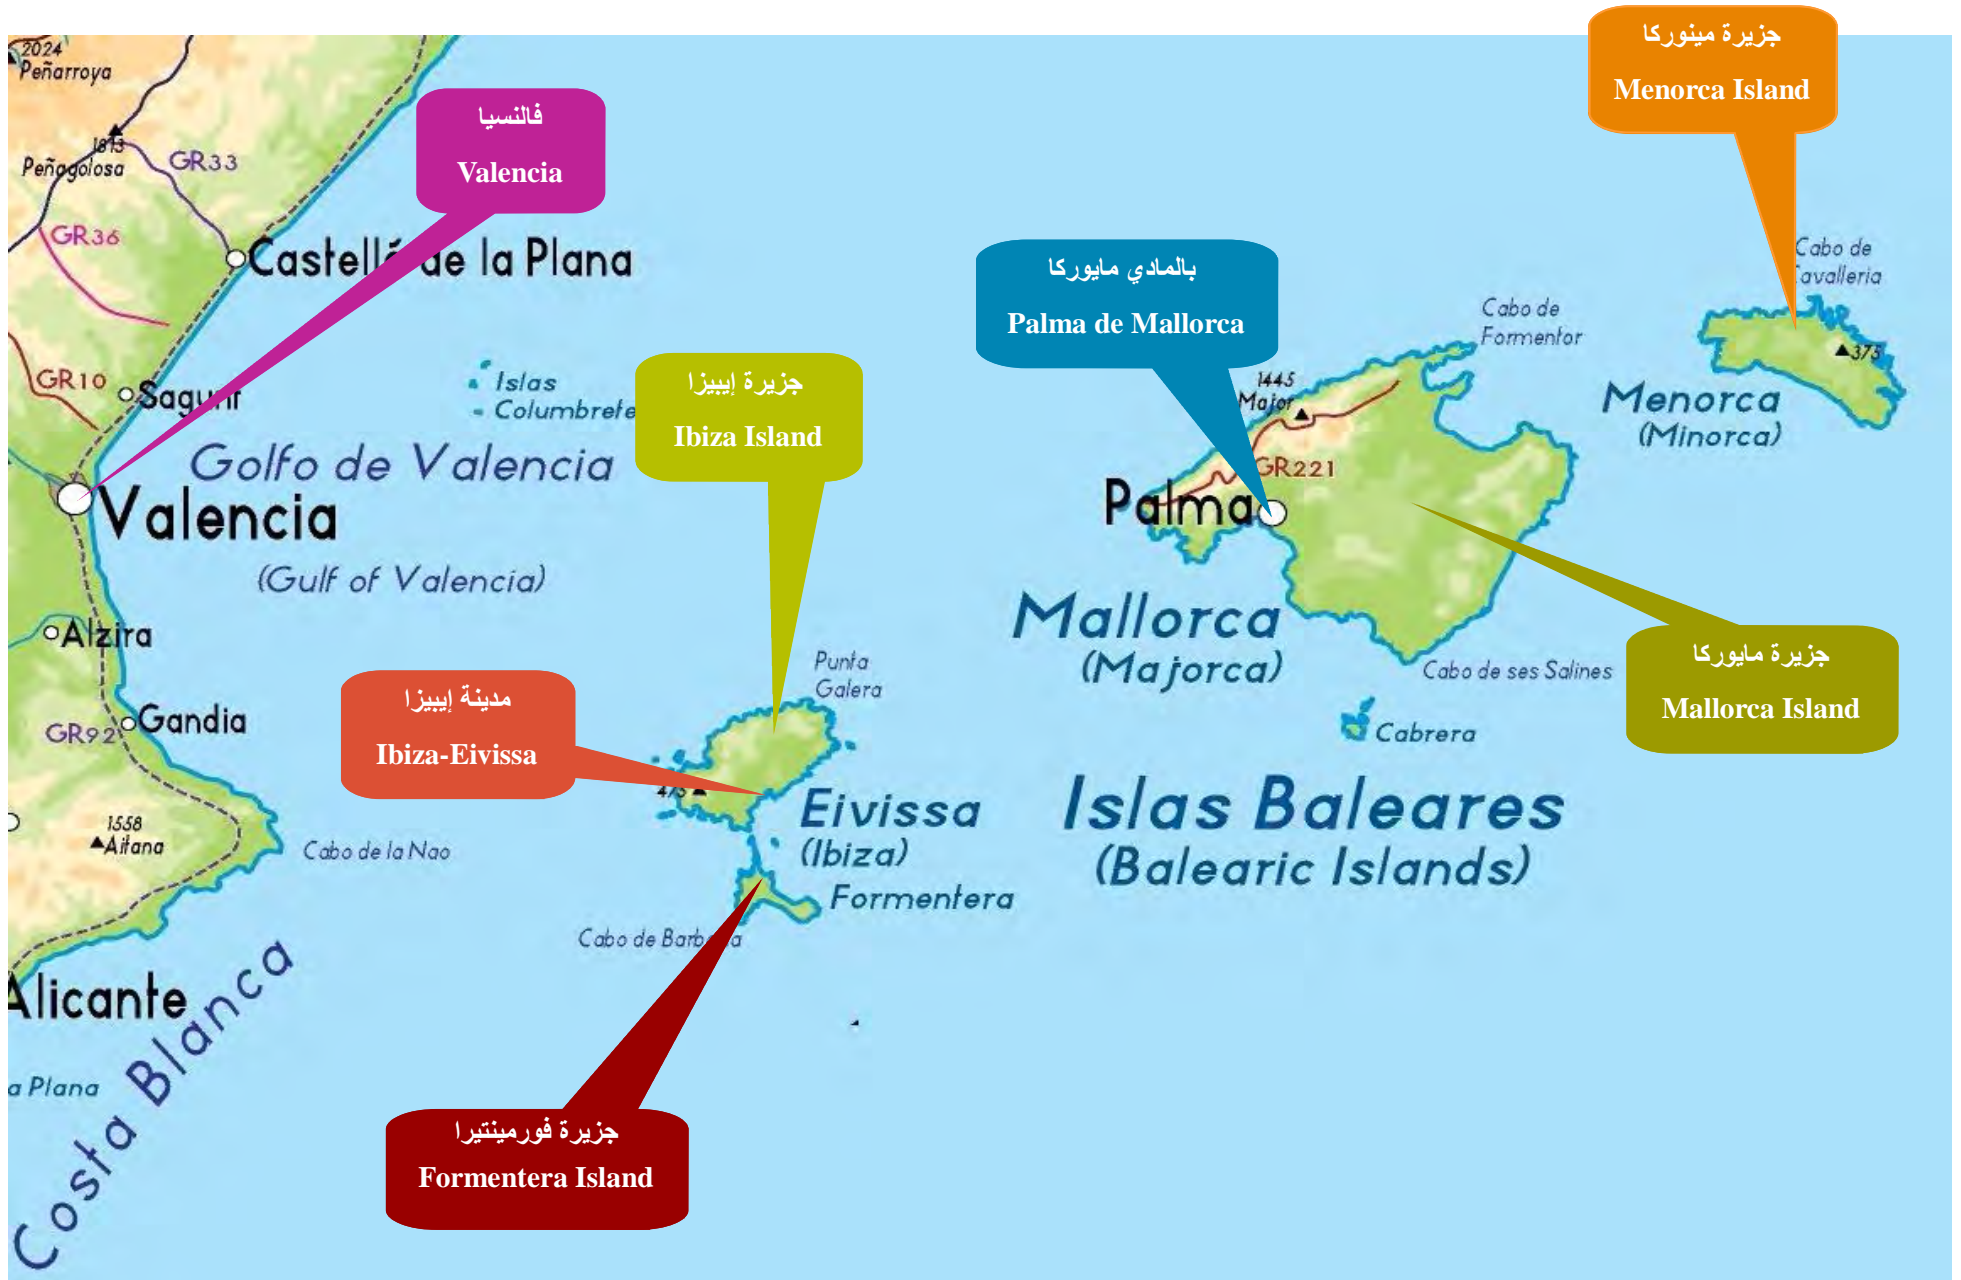 جزيرة مينوركا
Menorca Island
2024
Peñarroya
فالنسيا
Valencia
1813
Peñagolosa
GR33
GR36
Castelló de la Plana
بالمادي مايوركا
Palma de Mallorca
Cabo de
Cavalleria
Cabo de
Formentor
375
Menorca
(Minorca)
GR10
Sagunt
Islas
Columbrete
جزيرة إيبيزا
Ibiza Island
1445
Major
GR221
Palma
Golfo de Valencia
Valencia
(Gulf of Valencia)
Mallorca
(Majorca)
Cabo de ses Salines
جزيرة مايوركا
Mallorca Island
Alzira
Punta
Galera
مدينة إيبيزا
Ibiza-Eivissa
Gandia
GR92
Cabrera
475
Eivissa
(Ibiza)
Islas Baleares
(Balearic Islands)
1558
Aitana
Cabo de la Nao
Formentera
Cabo de Barbaria
Alicante
Costa Blanca
a Plana
جزيرة فورمينتيرا
Formentera Island